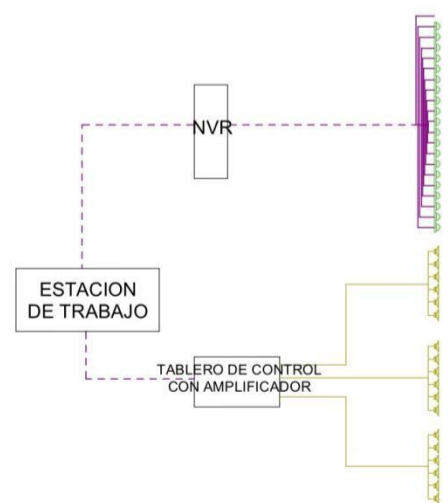 NVR
ESTACION
DE TRABAJO
TABLERO DE CONTROL
CON AMPLIFICADOR